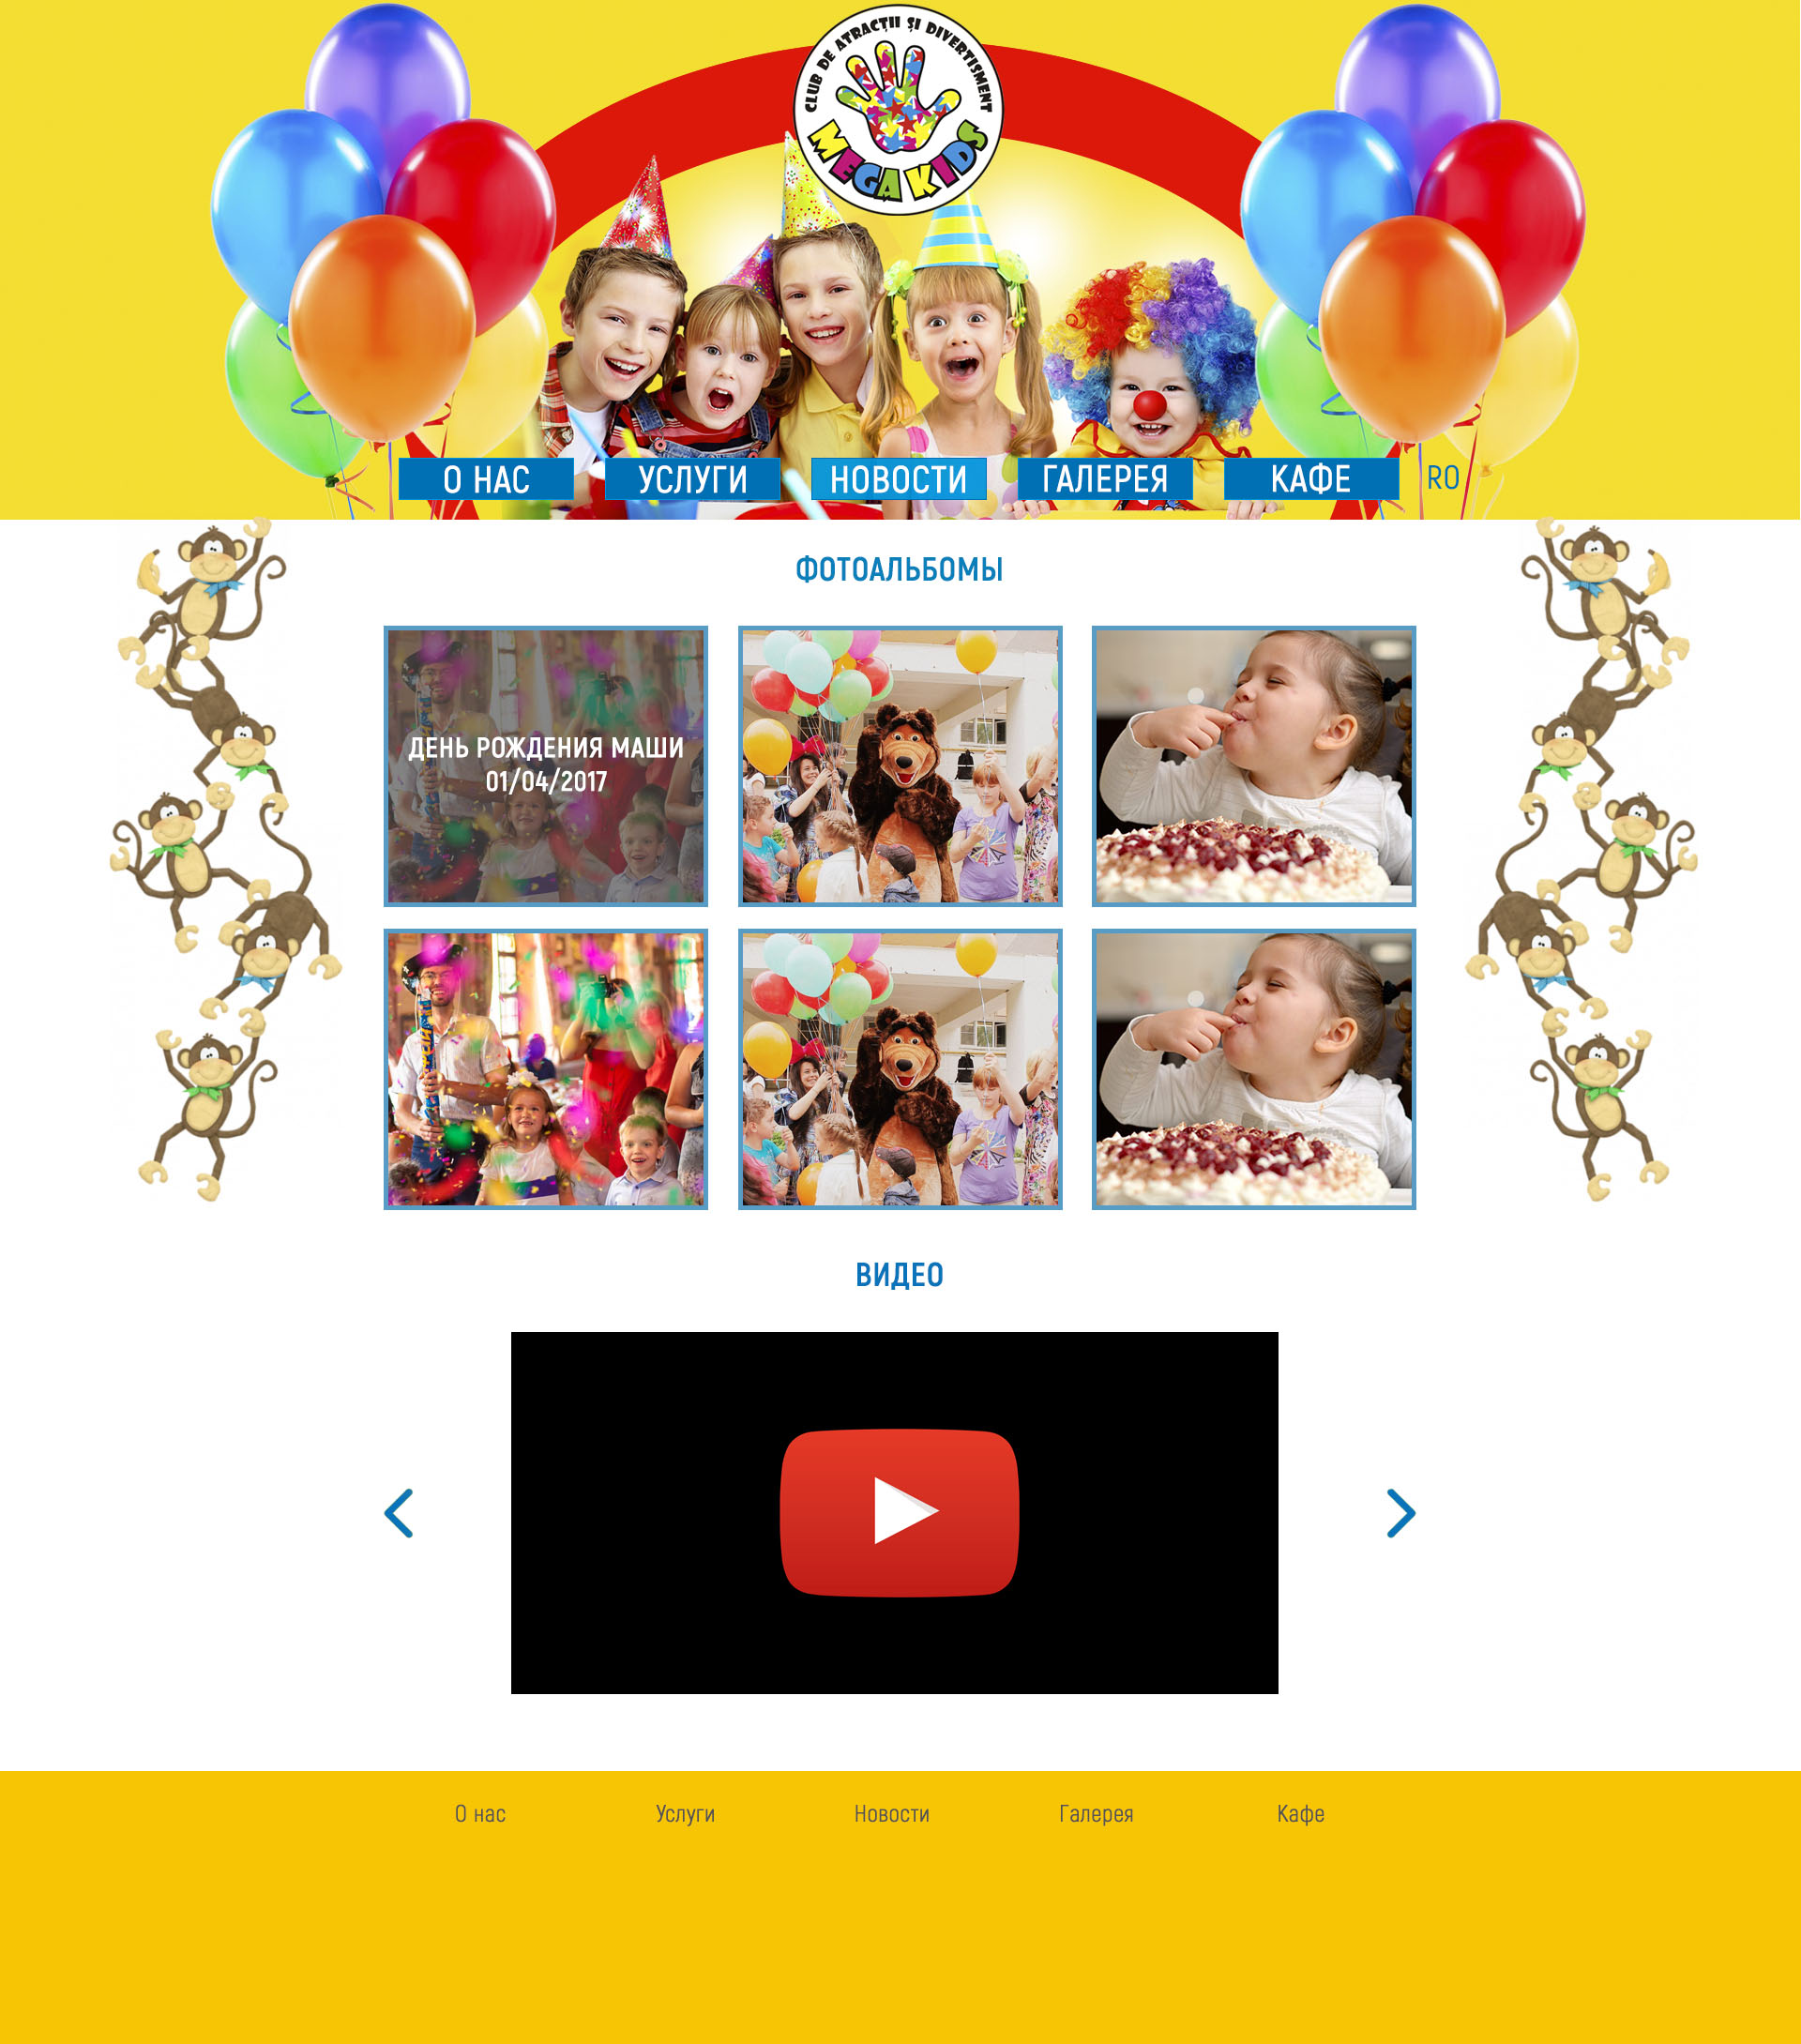 CLUB DE ATRACȚII ȘI DIVERTISMENT
MEGA KIDS
О НАС
УСЛУГИ
НОВОСТИ
ГАЛЕРЕЯ
КАФЕ
RO
ФОТОАЛЬБОМЫ
ДЕНЬ РОЖДЕНИЯ МАШИ
01/04/2017
ВИДЕО
О нас
Услуги
Новости
Галерея
Кафе